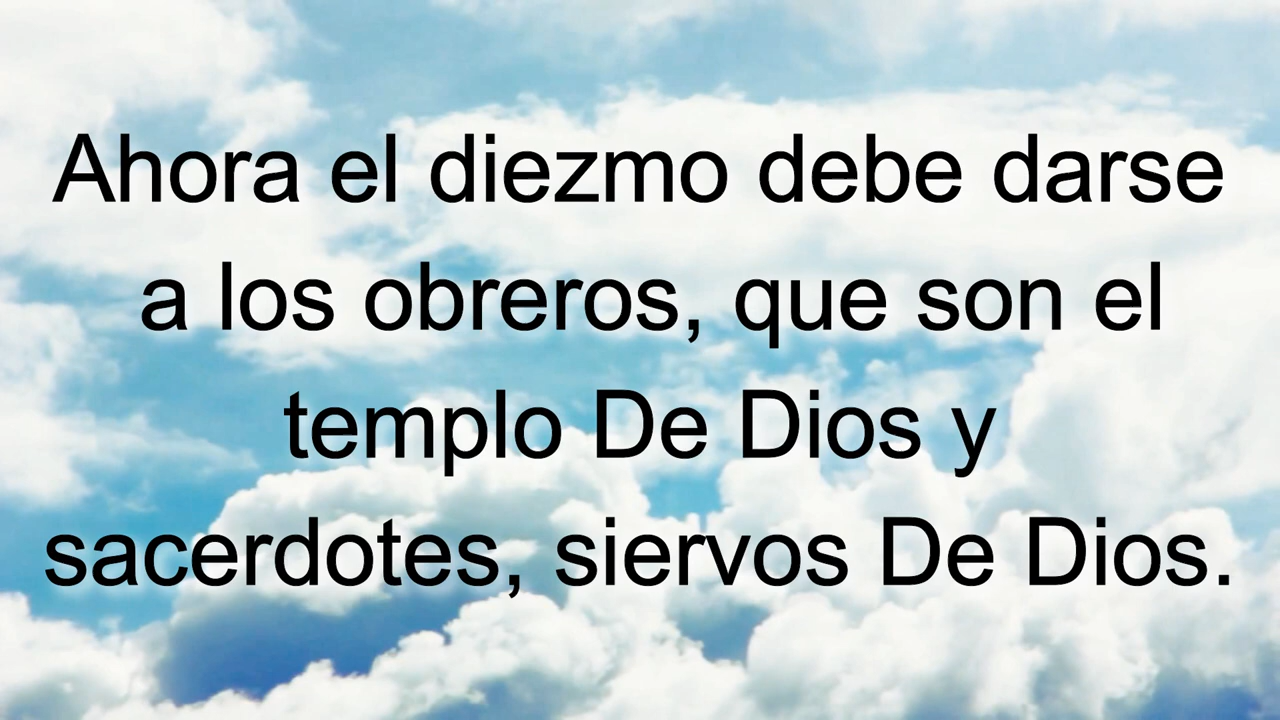 Ahora el diezmo debe darse
a los obreros, que son el
templo De Dios y
sacerdotes, siervos De Dios.